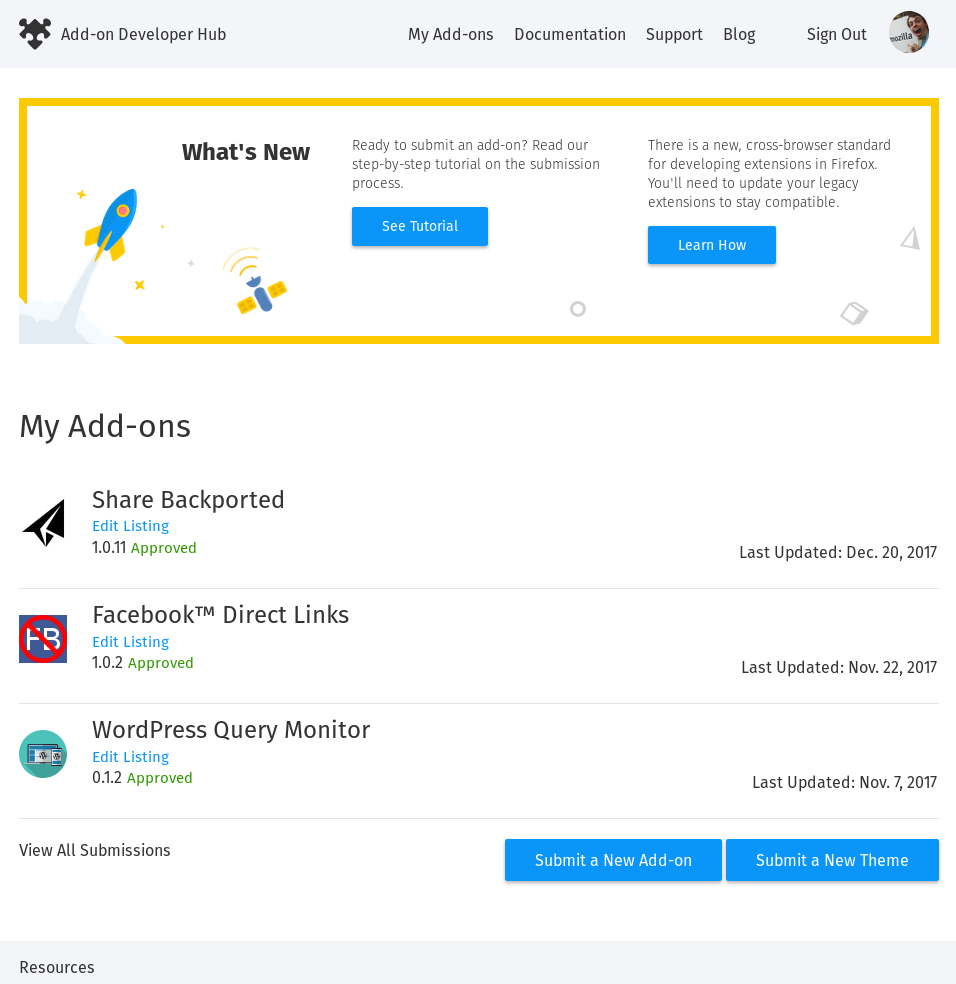 Add-on Developer Hub
My Add-ons
Documentation
Support
Blog
Sign Out
mozilla
What's New
Ready to submit an add-on? Read our
step-by-step tutorial on the submission
process.
See Tutorial
There is a new, cross-browser standard
for developing extensions in Firefox.
You'll need to update your legacy
extensions to stay compatible.
Learn How
My Add-ons
Share Backported
Edit Listing
1.0.11 Approved
Last Updated: Dec. 20, 2017
FB
Facebook™ Direct Links
Edit Listing
1.0.2 Approved
Last Updated: Nov. 22, 2017
WordPress Query Monitor
Edit Listing
0.1.2 Approved
Last Updated: Nov. 7, 2017
View All Submissions
Submit a New Add-on
Submit a New Theme
Resources